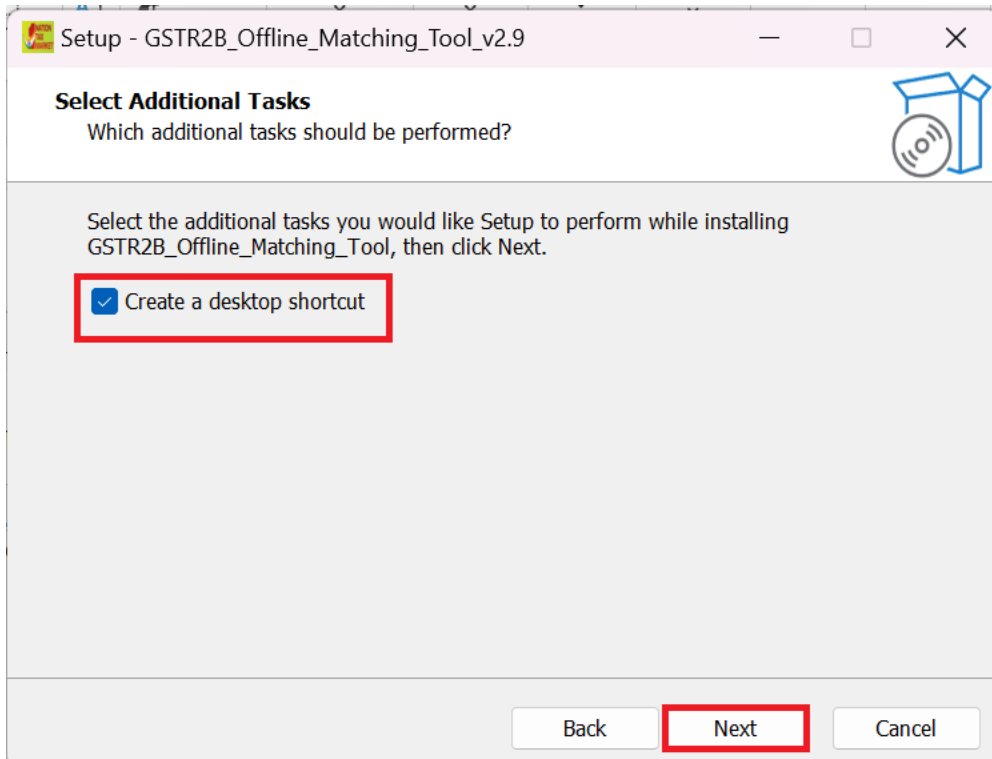 Setup - GSTR2B_Offline_Matching_Tool_v2.9
Select Additional Tasks
Which additional tasks should be performed?
Select the additional tasks you would like Setup to perform while installing
GSTR2B_Offline_Matching_Tool, then click Next.
Create a desktop shortcut
Back
Next
Cancel